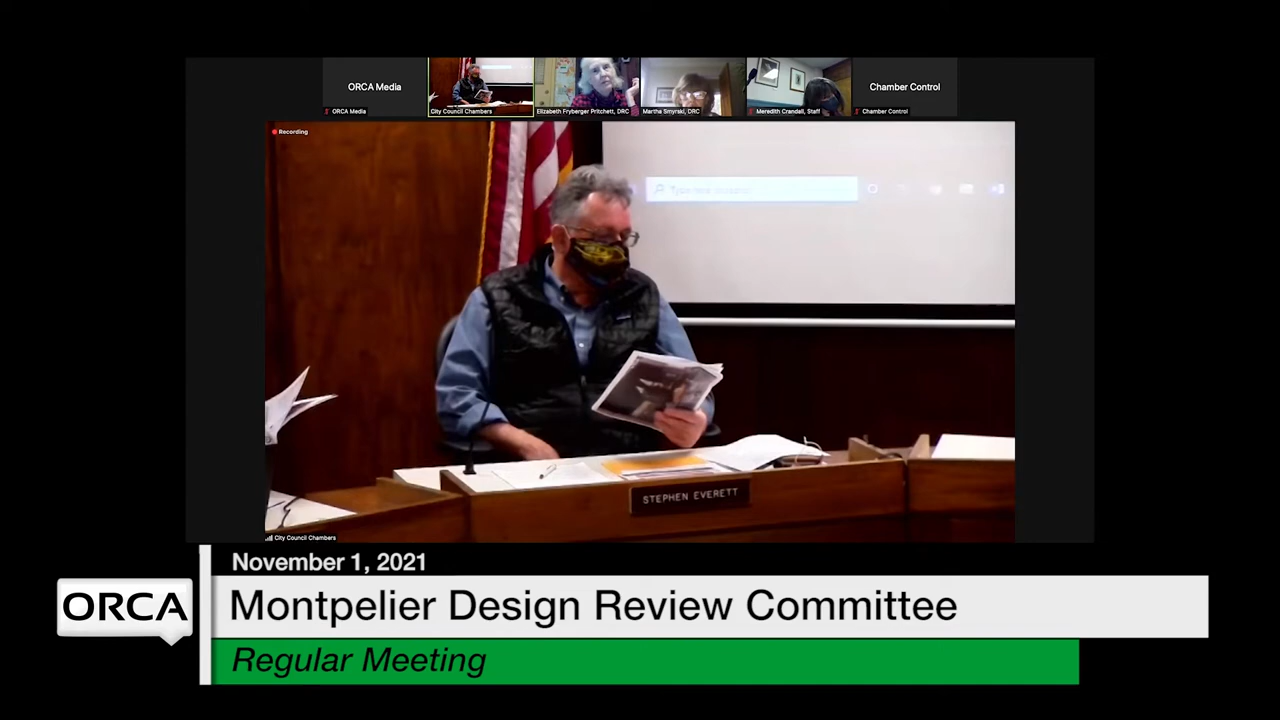 ORCA Media
Chamber Control
ORCA Media
City Council Chambers
Elizabeth Fryberger Pritchett, DRC
Martha Smyrski, DRC
Meredith Crandall, Staff
Chamber Control
Recording
STEPHEN EVERETT
City Council Chambers
November 1, 2021
ORCA
Montpelier Design Review Committee
Regular Meeting